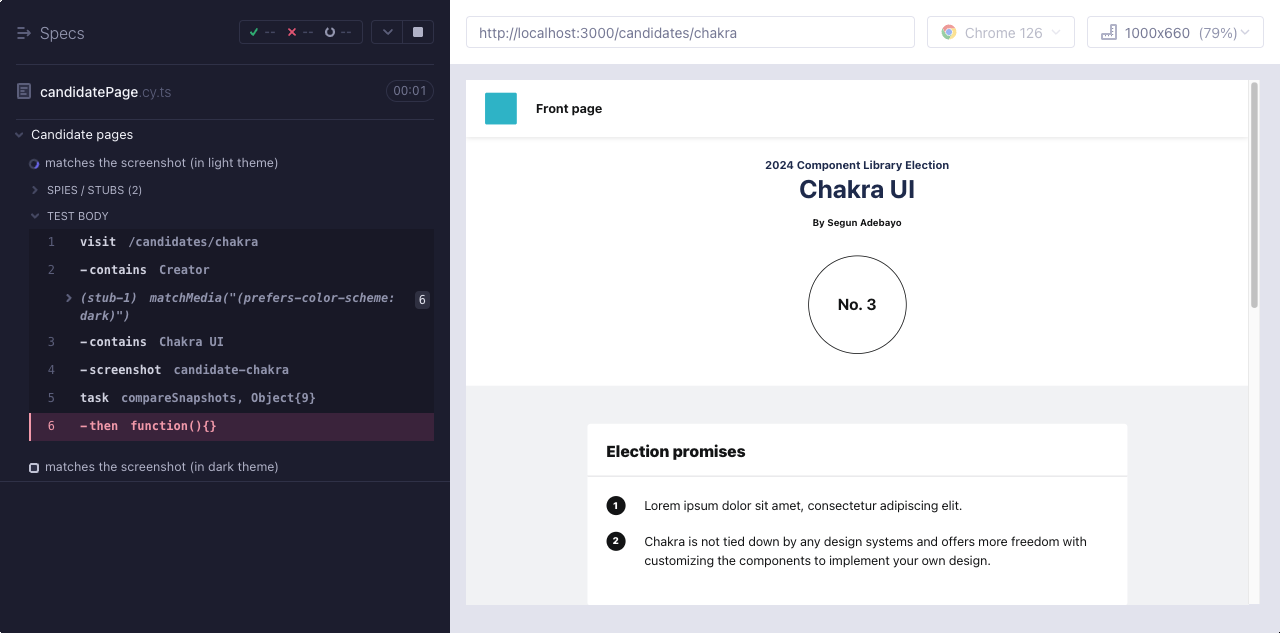 Specs
--
--
--
http://localhost:3000/candidates/chakra
Chrome 126
1000x660 (79%)
candidatePage.cy.ts
00:01
Candidate pages
matches the screenshot (in light theme)
SPIES / STUBS (2)
TEST BODY
1 visit /candidates/chakra
2 -contains Creator
(stub-1) matchMedia("(prefers-color-scheme:
dark)")
6
3 -contains Chakra UI
4 -screenshot candidate-chakra
5 task compareSnapshots, Object{9}
6 -then function(){}
matches the screenshot (in dark theme)
Front page
2024 Component Library Election
Chakra UI
By Segun Adebayo
No. 3
Election promises
1 Lorem ipsum dolor sit amet, consectetur adipiscing elit.
2 Chakra is not tied down by any design systems and offers more freedom with
customizing the components to implement your own design.